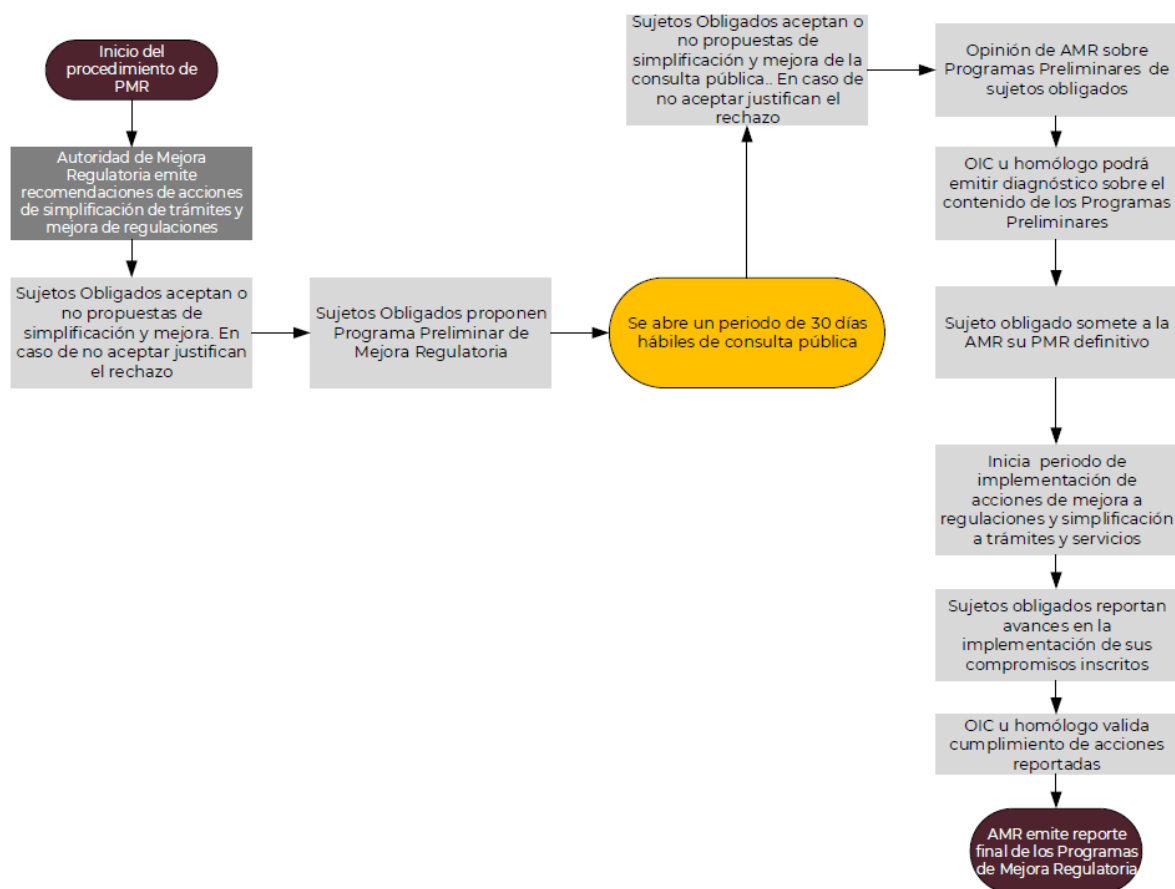 Inicio del
procedimiento de
PMR
Autoridad de Mejora
Regulatoria emite
recomendaciones de acciones
de simplificación de trámites y
mejora de regulaciones
Sujetos Obligados aceptan o
no propuestas de
simplificación y mejora. En
caso de no aceptar justifican
el rechazo
Sujetos Obligados proponen
Programa Preliminar de
Mejora Regulatoria
Se abre un periodo de 30 días
hábiles de consulta pública
Sujetos Obligados aceptan
o no propuestas de
simplificación y mejora de la
consulta pública.. En caso de
no aceptar justifican el
rechazo
Opinión de AMR sobre
Programas Preliminares de
sujetos obligados
OIC u homólogo podrá
emitir diagnóstico sobre el
contenido de los Programas
Preliminares
Sujeto obligado somete a la
AMR su PMR definitivo
Inicia periodo de
implementación de
acciones de mejora a
regulaciones y simplificación
a trámites y servicios
Sujetos obligados reportan
avances en la
implementación de sus
compromisos inscritos
OIC u homólogo valida
cumplimiento de acciones
reportadas
AMR emite reporte
final de los Programas
de Mejora Regulatoria